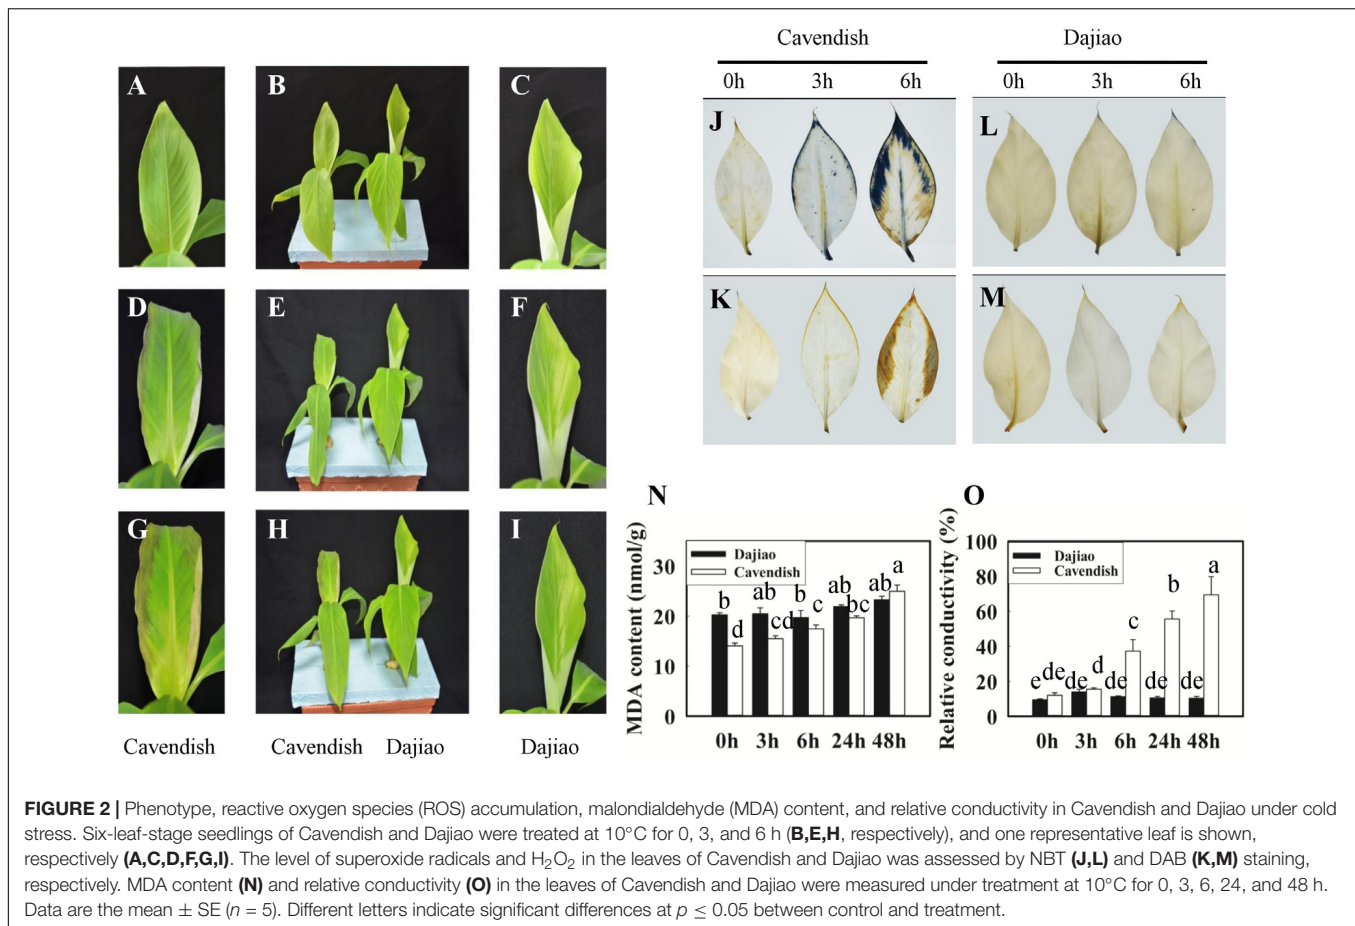 Cavendish Dajiao
0h 3h 6h 0h 3h 6h
A B C
J L
D E F
K M
G H I
N O
MDA content (nmol/g)
30
20
10
0
Dajiao
Cavendish
b d ab cd b c ab bc ab a
0h 3h 6h 24h 48h
Relative conductivity (%)
100
80
60
40
20
0
Dajiao
Cavendish
e de de d de c de b de a
0h 3h 6h 24h 48h
Cavendish Cavendish Dajiao Dajiao
FIGURE 2 | Phenotype, reactive oxygen species (ROS) accumulation, malondialdehyde (MDA) content, and relative conductivity in Cavendish and Dajiao under cold
stress. Six-leaf-stage seedlings of Cavendish and Dajiao were treated at 10°C for 0, 3, and 6 h (B,E,H, respectively), and one representative leaf is shown,
respectively (A,C,D,F,G,I). The level of superoxide radicals and H₂O₂ in the leaves of Cavendish and Dajiao was assessed by NBT (J,L) and DAB (K,M) staining,
respectively. MDA content (N) and relative conductivity (O) in the leaves of Cavendish and Dajiao were measured under treatment at 10°C for 0, 3, 6, 24, and 48 h.
Data are the mean ± SE (n = 5). Different letters indicate significant differences at p ≤ 0.05 between control and treatment.